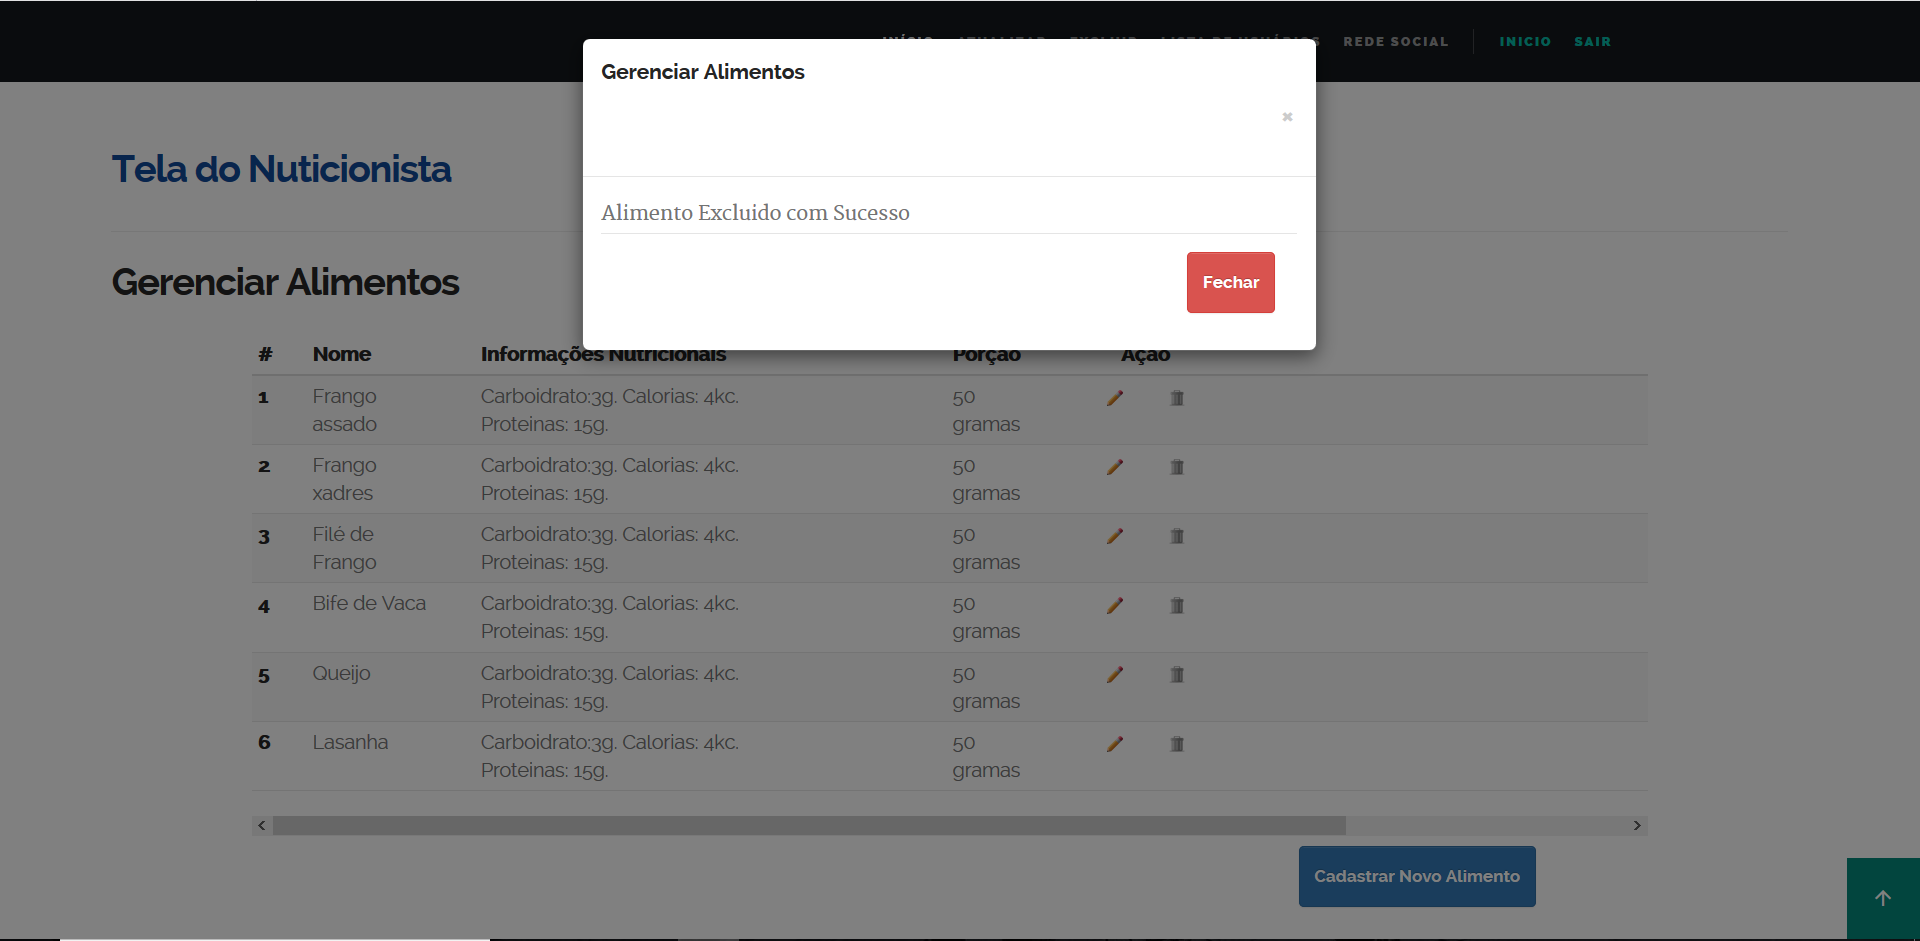 REDE SOCIAL INICIO SAIR
Gerenciar Alimentos
Tela do Nuticionista
Alimento Excluido com Sucesso
Fechar
Gerenciar Alimentos
# Nome Informações Nutricionais Porção Ação
1 Frango assado Carboidrato:3g. Calorias: 4kc. Proteinas: 15g. 50 gramas
2 Frango xadres Carboidrato:3g. Calorias: 4kc. Proteinas: 15g. 50 gramas
3 Filé de Frango Carboidrato:3g. Calorias: 4kc. Proteinas: 15g. 50 gramas
4 Bife de Vaca Carboidrato:3g. Calorias: 4kc. Proteinas: 15g. 50 gramas
5 Queijo Carboidrato:3g. Calorias: 4kc. Proteinas: 15g. 50 gramas
6 Lasanha Carboidrato:3g. Calorias: 4kc. Proteinas: 15g. 50 gramas
Cadastrar Novo Alimento